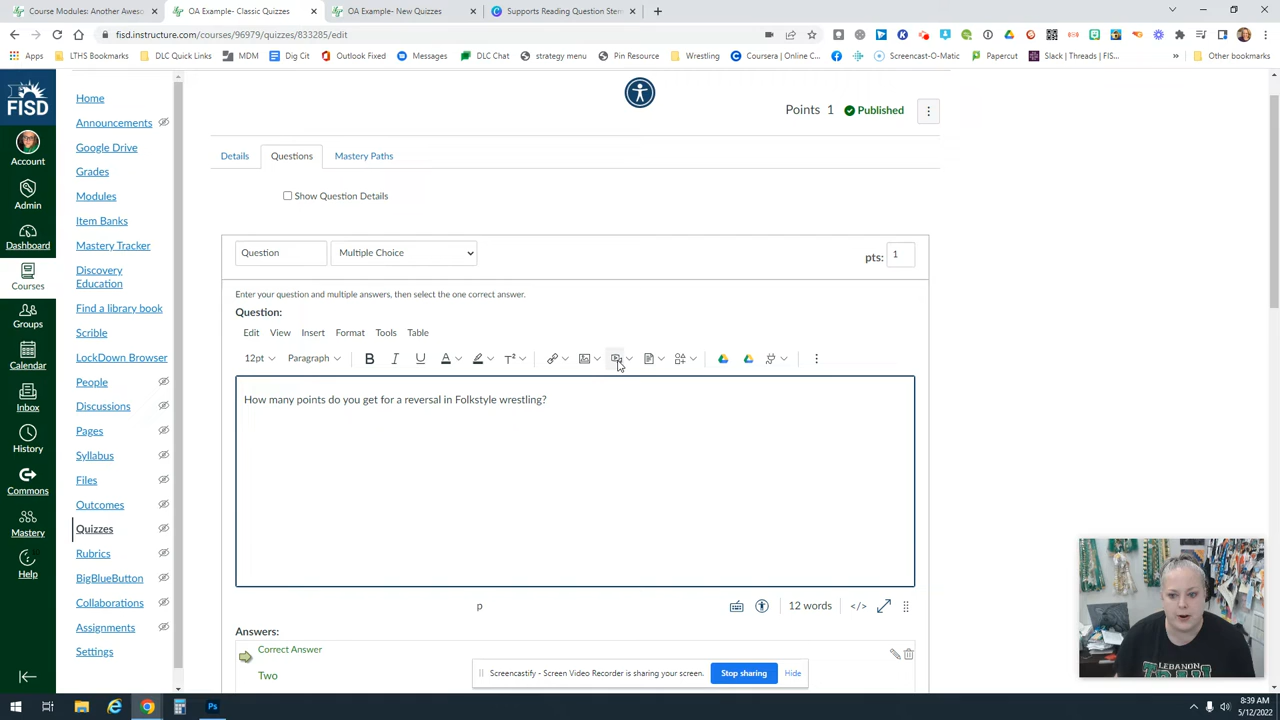 Course Modules: Another Awes
OA Example- Classic Quizzes
OA Example- New Quizzes
Supports Reading Question Stem
fisd.instructure.com/courses/96979/quizzes/833285/edit
Apps
LTHS Bookmarks
DLC Quick Links
MDM
Dig Cit
Outlook Fixed
Messages
DLC Chat
strategy menu
Pin Resource
Wrestling
Coursera | Online C...
Screencast-O-Matic
Papercut
Slack | Threads | FIS...
Other bookmarks
FISD
Account
Admin
Dashboard
Courses
Groups
Calendar
Inbox
History
Commons
Mastery
Help
Home
Announcements
Google Drive
Grades
Modules
Item Banks
Mastery Tracker
Discovery
Education
Find a library book
Scrible
LockDown Browser
People
Discussions
Pages
Syllabus
Files
Outcomes
Quizzes
Rubrics
BigBlueButton
Collaborations
Assignments
Settings
Points 1 Published
Details
Questions
Mastery Paths
Show Question Details
Question
Multiple Choice
pts: 1
Enter your question and multiple answers, then select the one correct answer.
Question:
Edit View Insert Format Tools Table
12pt Paragraph B I U A T²
How many points do you get for a reversal in Folkstyle wrestling?
p
12 words </>
Answers:
Correct Answer
Two
Screencastify - Screen Video Recorder is sharing your screen.
Stop sharing
Hide
LEBANON
8:39 AM
5/12/2022